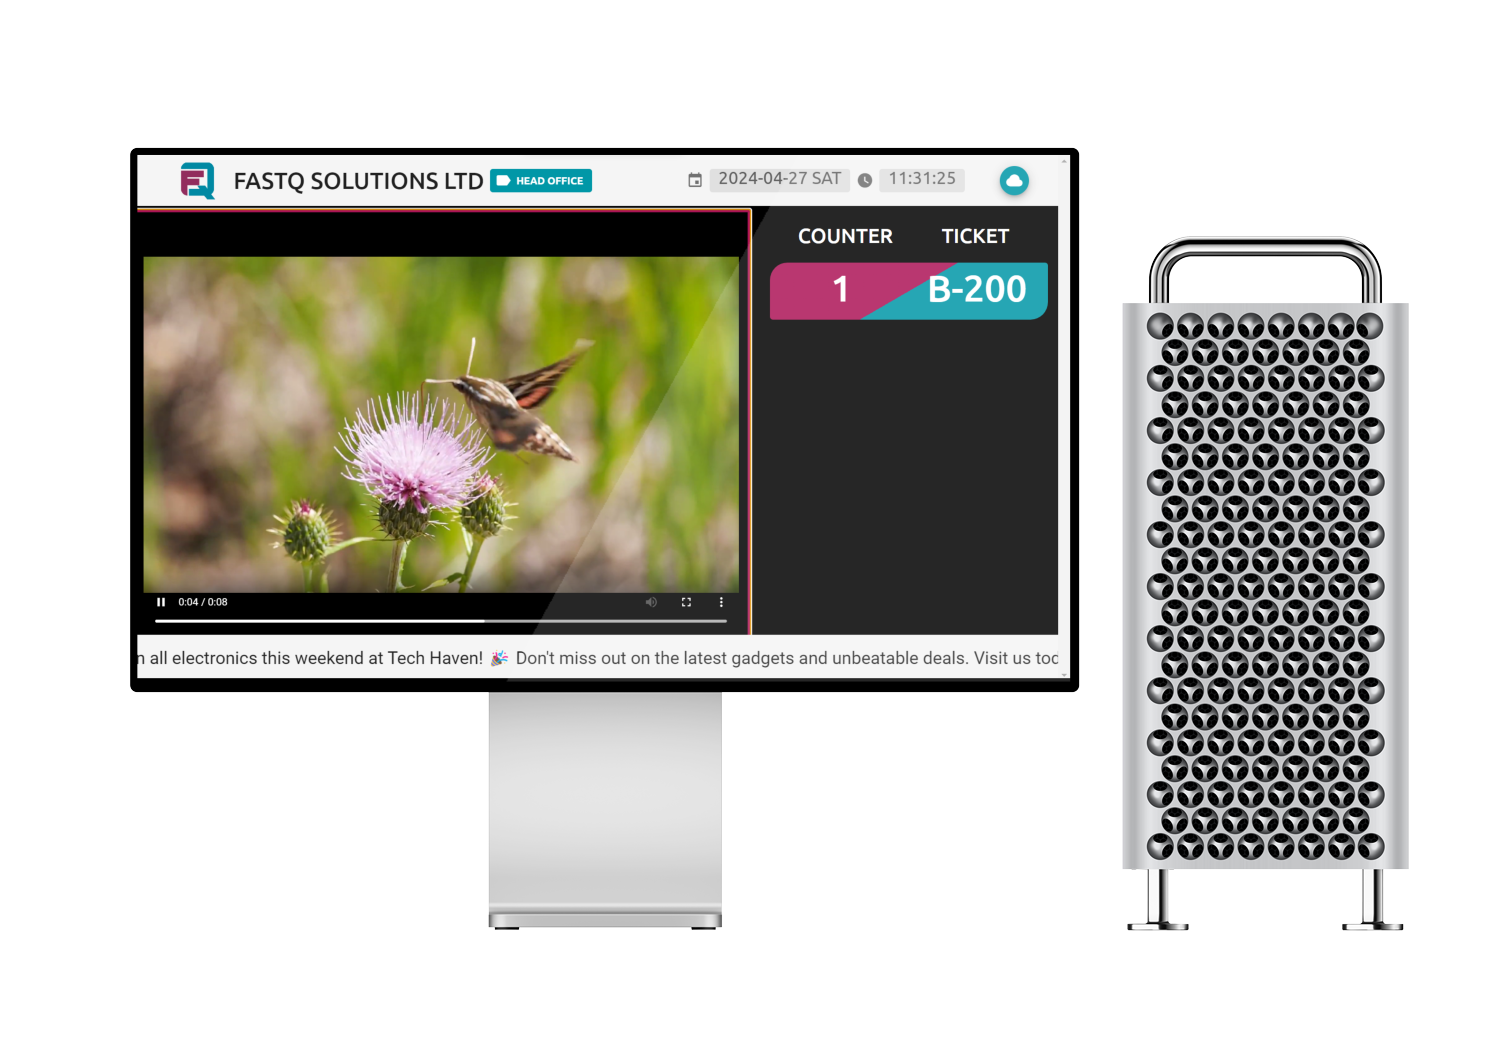 FASTQ SOLUTIONS LTD HEAD OFFICE 2024-04-27 SAT 11:31:25
COUNTER TICKET
1 B-200
0:04 / 0:08
n all electronics this weekend at Tech Haven! 🎉 Don't miss out on the latest gadgets and unbeatable deals. Visit us